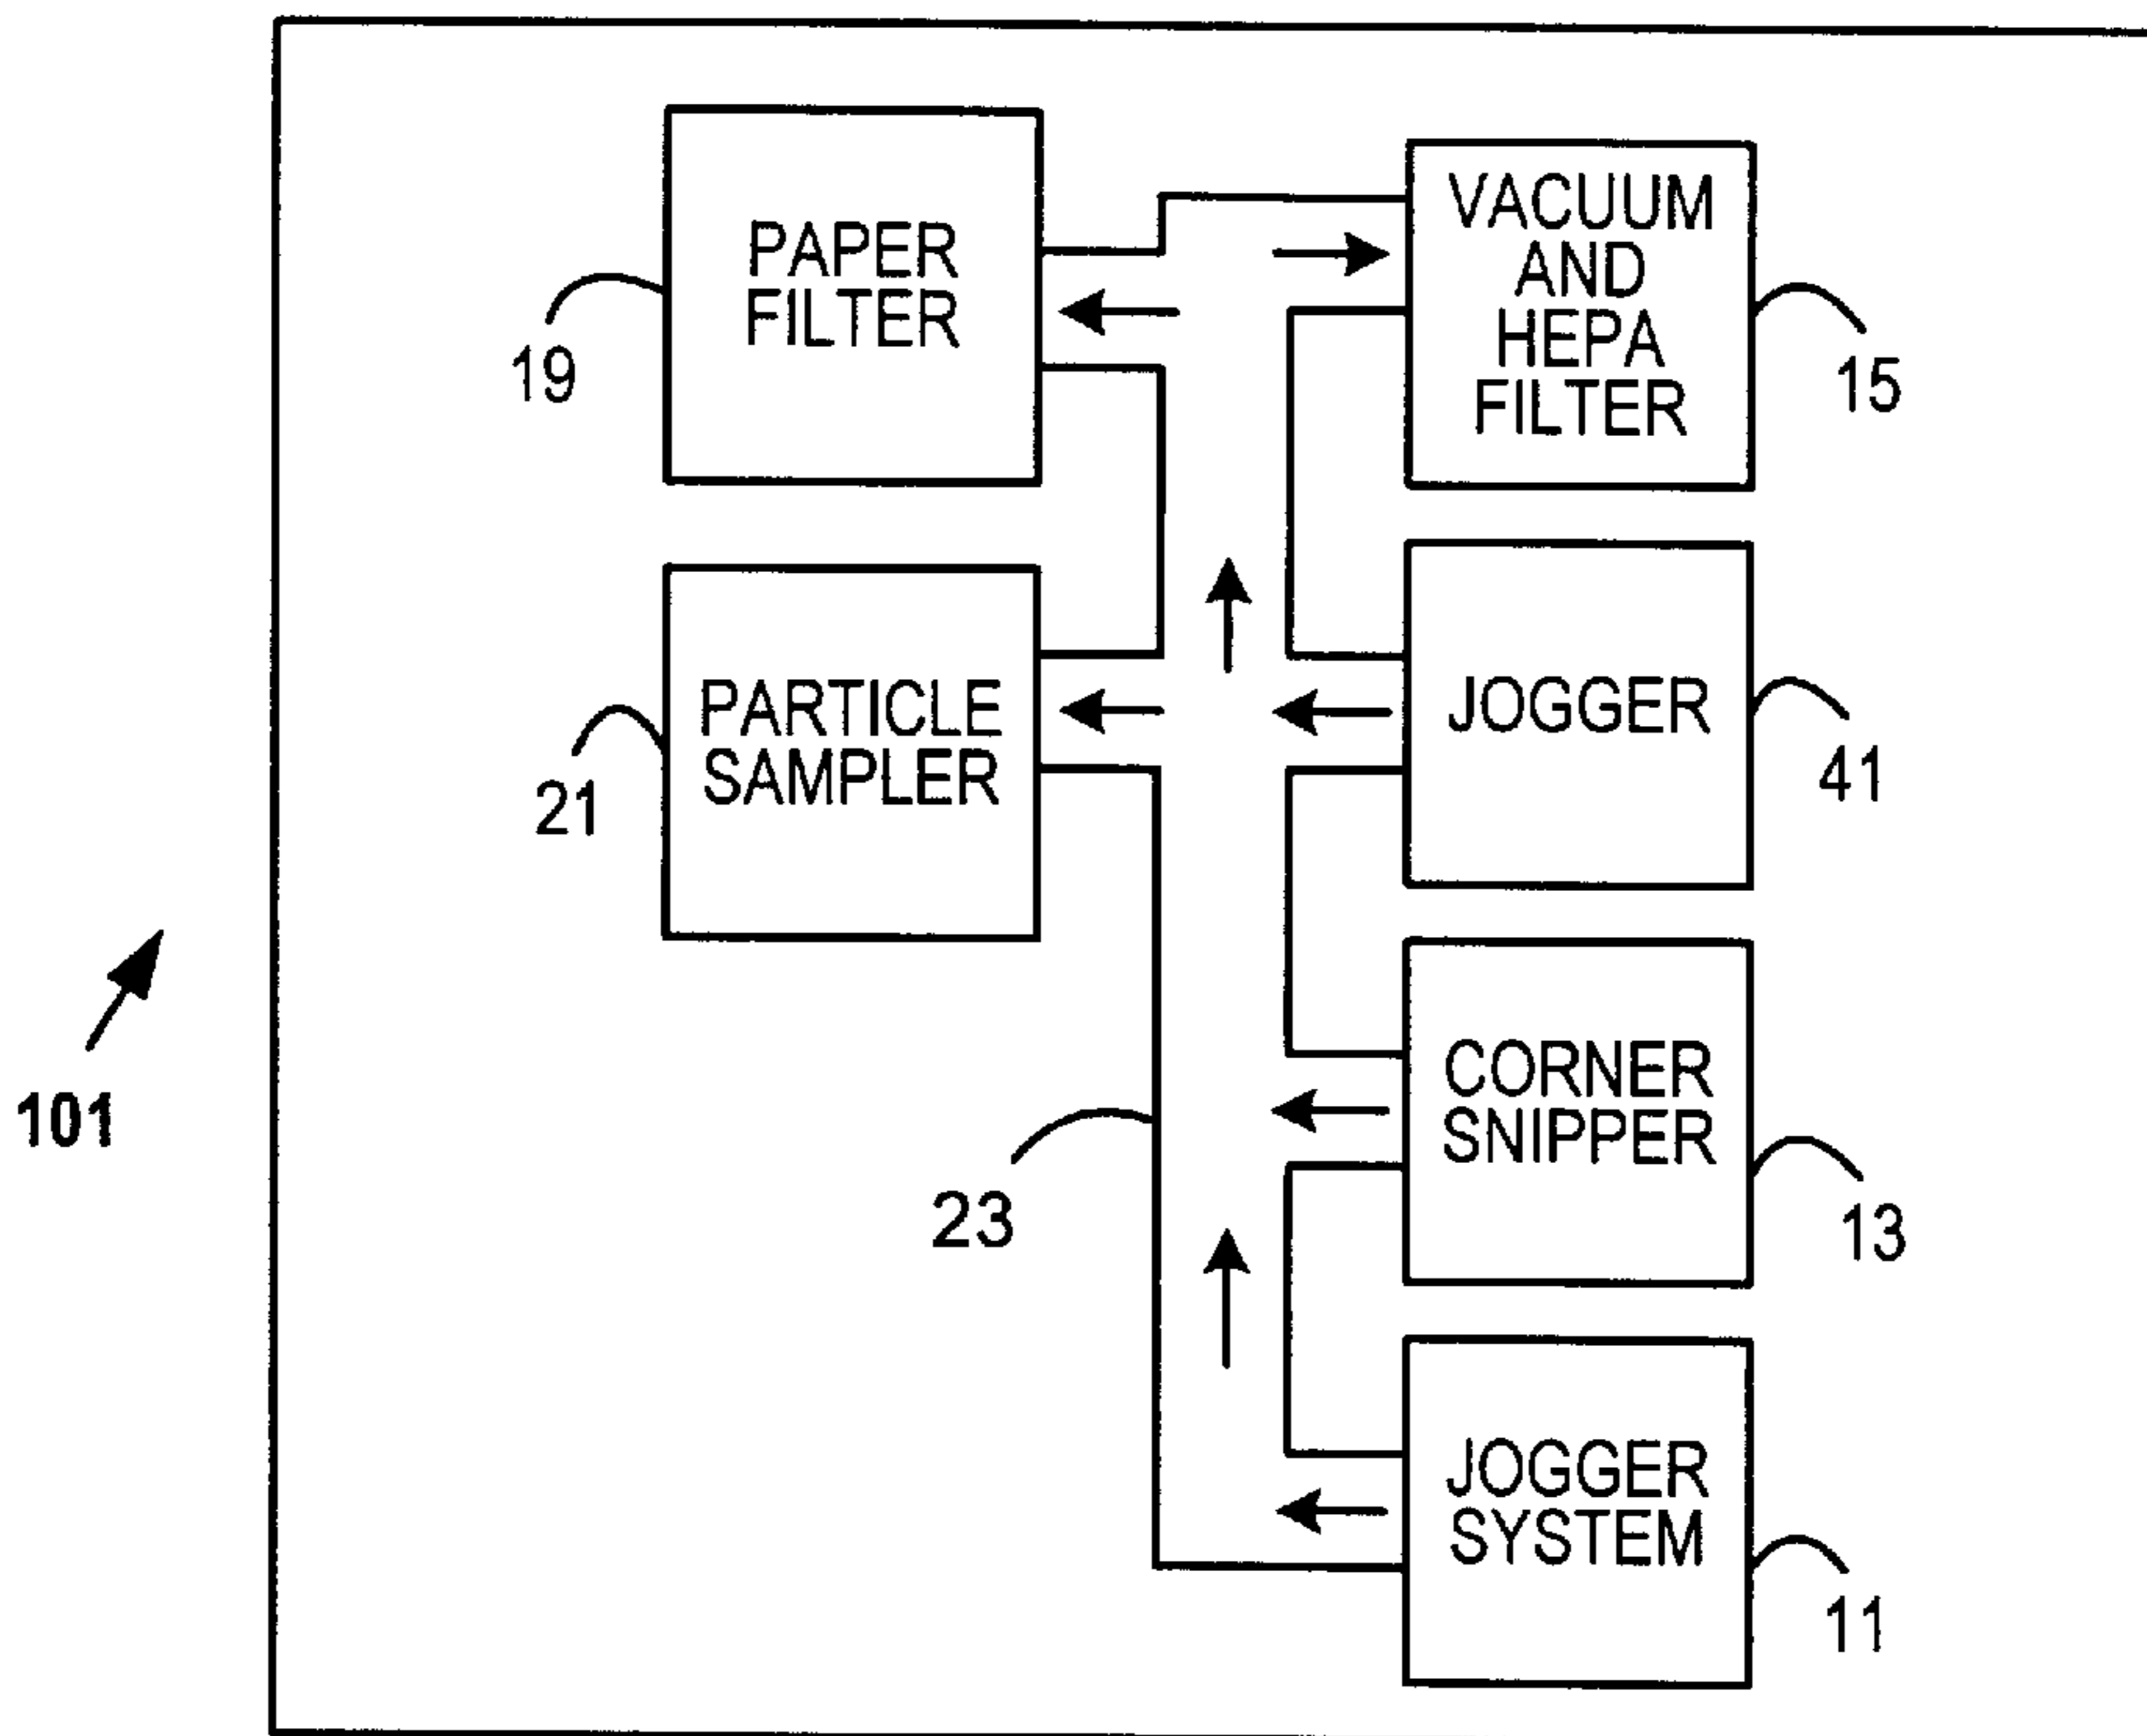 PAPER
FILTER
19
VACUUM
AND
HEPA
FILTER
15
PARTICLE
SAMPLER
21
JOGGER
41
101
23
CORNER
SNIPPER
13
JOGGER
SYSTEM
11